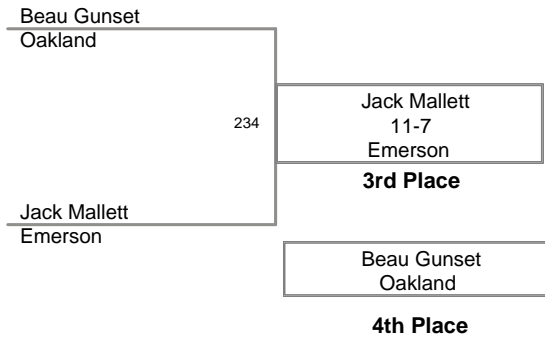 Beau Gunset
Oakland
234
Jack Mallett
11-7
Emerson
3rd Place
Jack Mallett
Emerson
Beau Gunset
Oakland
4th Place